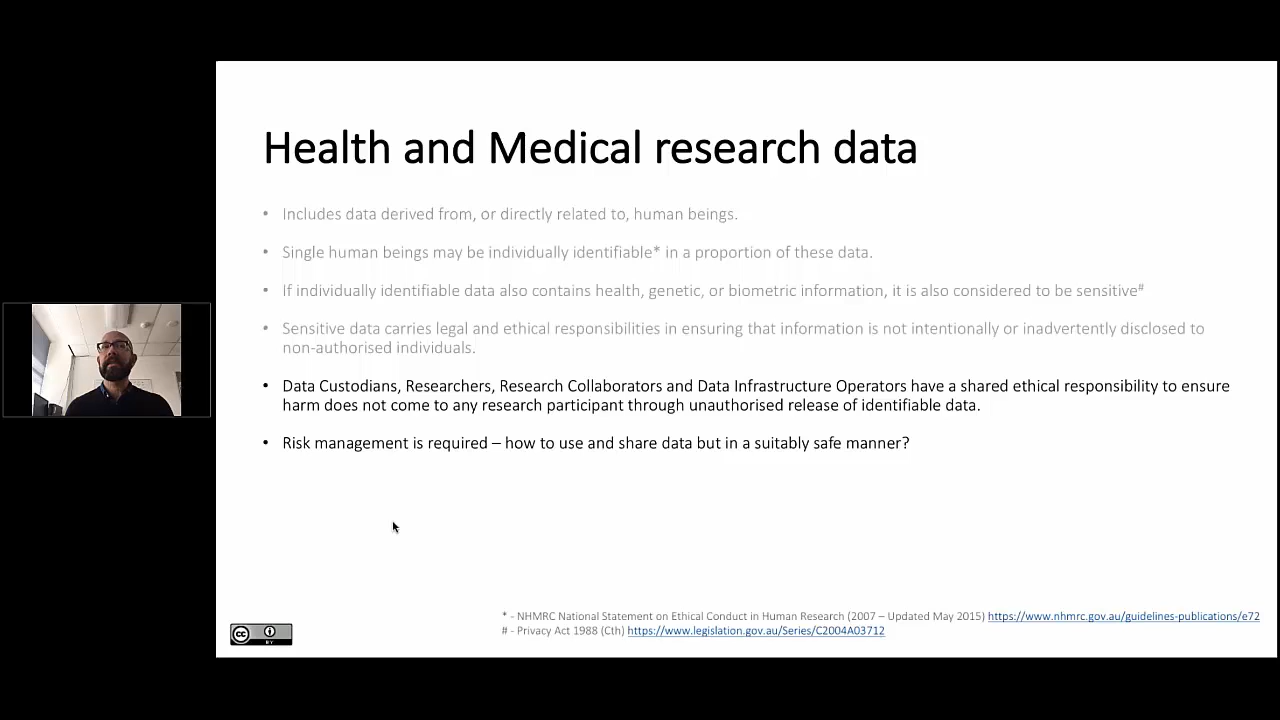 Health and Medical research data
• Includes data derived from, or directly related to, human beings.
• Single human beings may be individually identifiable* in a proportion of these data.
• If individually identifiable data also contains health, genetic, or biometric information, it is also considered to be sensitive#
• Sensitive data carries legal and ethical responsibilities in ensuring that information is not intentionally or inadvertently disclosed to
non-authorised individuals.
• Data Custodians, Researchers, Research Collaborators and Data Infrastructure Operators have a shared ethical responsibility to ensure
harm does not come to any research participant through unauthorised release of identifiable data.
• Risk management is required – how to use and share data but in a suitably safe manner?
* - NHMRC National Statement on Ethical Conduct in Human Research (2007 – Updated May 2015) https://www.nhmrc.gov.au/guidelines-publications/e72
# - Privacy Act 1988 (Cth) https://www.legislation.gov.au/Series/C2004A03712
cc BY